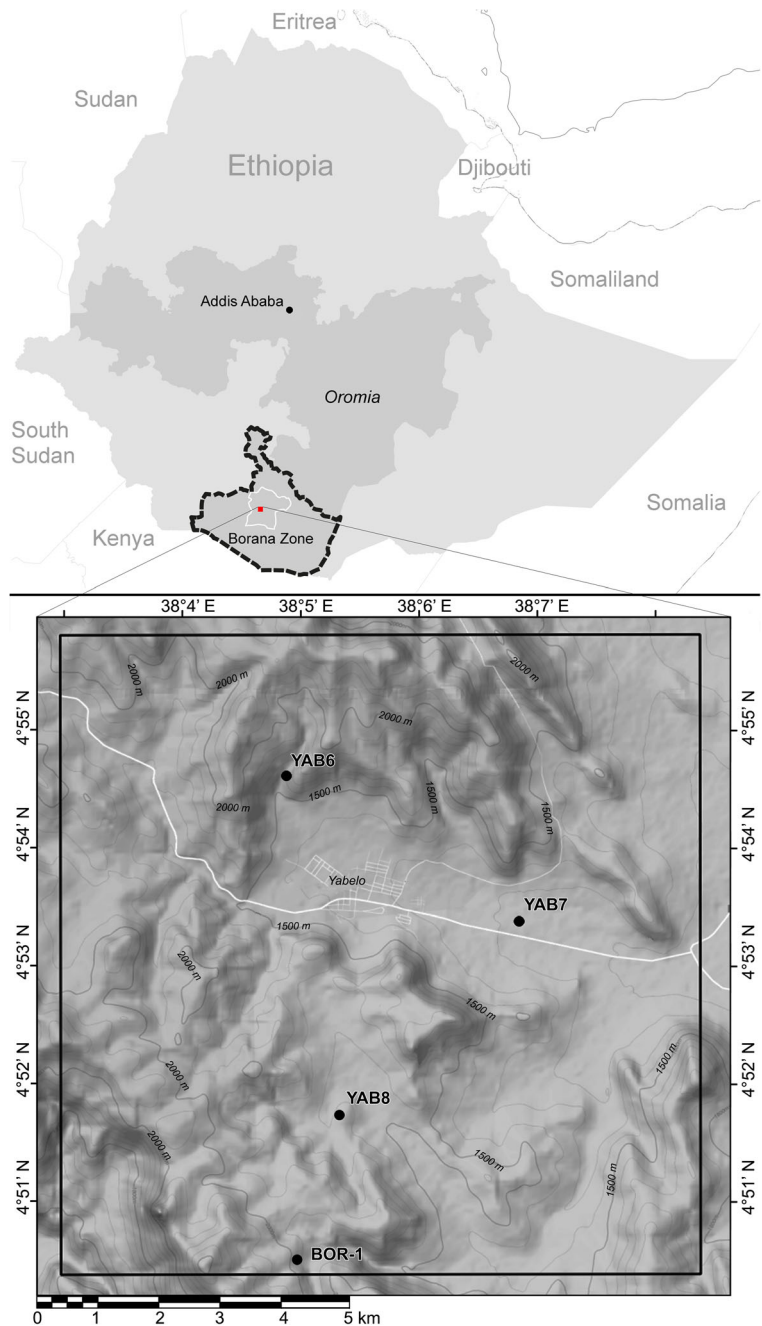 Eritrea
Sudan
Ethiopia
Djibouti
Somaliland
Addis Ababa
Oromia
South
Sudan
Somalia
Kenya
Borana Zone
38°4' E
38°5' E
38°6' E
38°7' E
2000 m
2000 m
2000 m
2000 m
4°55' N
4°55' N
YAB6
1500 m
2000 m
1500 m
1500 m
4°54' N
4°54' N
Yabelo
YAB7
1500 m
4°53' N
4°53' N
2000 m
1500 m
1500 m
2000 m
4°52' N
4°52' N
YAB8
2000 m
1500 m
1500 m
4°51' N
4°51' N
BOR-1
0 1 2 3 4 5 km